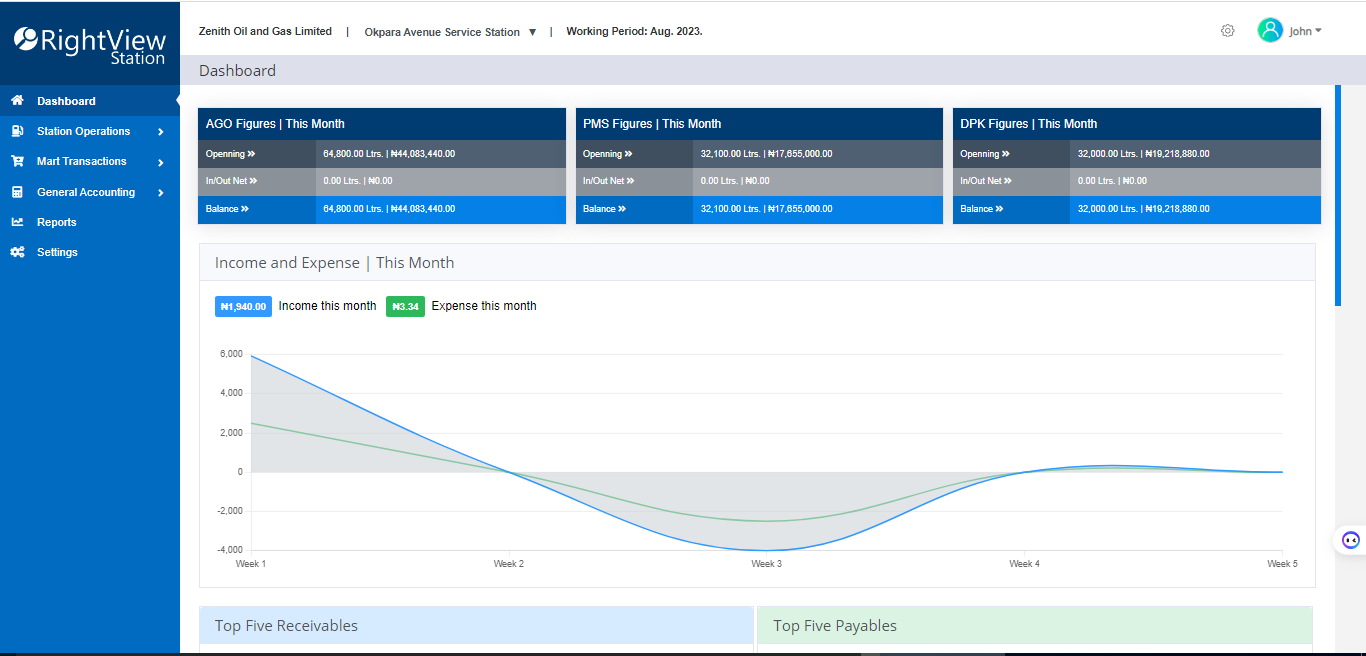 RightView
Station
Zenith Oil and Gas Limited | Okpara Avenue Service Station ▼ | Working Period: Aug. 2023.
John
Dashboard
Dashboard
Station Operations
Mart Transactions
General Accounting
Reports
Settings
AGO Figures | This Month
Openning » 64,800.00 Ltrs. | ₦44,083,440.00
In/Out Net » 0.00 Ltrs. | ₦0.00
Balance » 64,800.00 Ltrs. | ₦44,083,440.00
PMS Figures | This Month
Openning » 32,100.00 Ltrs. | ₦17,655,000.00
In/Out Net » 0.00 Ltrs. | ₦0.00
Balance » 32,100.00 Ltrs. | ₦17,655,000.00
DPK Figures | This Month
Openning » 32,000.00 Ltrs. | ₦19,218,880.00
In/Out Net » 0.00 Ltrs. | ₦0.00
Balance » 32,000.00 Ltrs. | ₦19,218,880.00
Income and Expense | This Month
₦1,940.00 Income this month ₦3.34 Expense this month
6,000
4,000
2,000
0
-2,000
-4,000
Week 1 Week 2 Week 3 Week 4 Week 5
Top Five Receivables
Top Five Payables